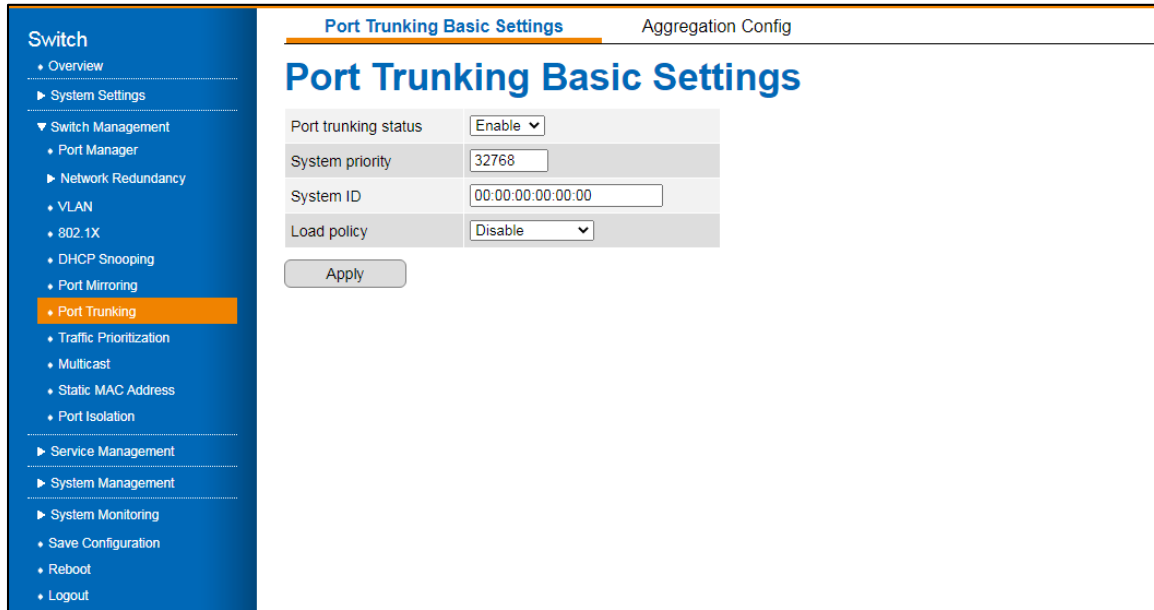 Switch
Overview
System Settings
Switch Management
Port Manager
Network Redundancy
VLAN
802.1X
DHCP Snooping
Port Mirroring
Port Trunking
Traffic Prioritization
Multicast
Static MAC Address
Port Isolation
Service Management
System Management
System Monitoring
Save Configuration
Reboot
Logout
Port Trunking Basic Settings Aggregation Config
Port Trunking Basic Settings
Port trunking status Enable
System priority 32768
System ID 00:00:00:00:00:00
Load policy Disable
Apply